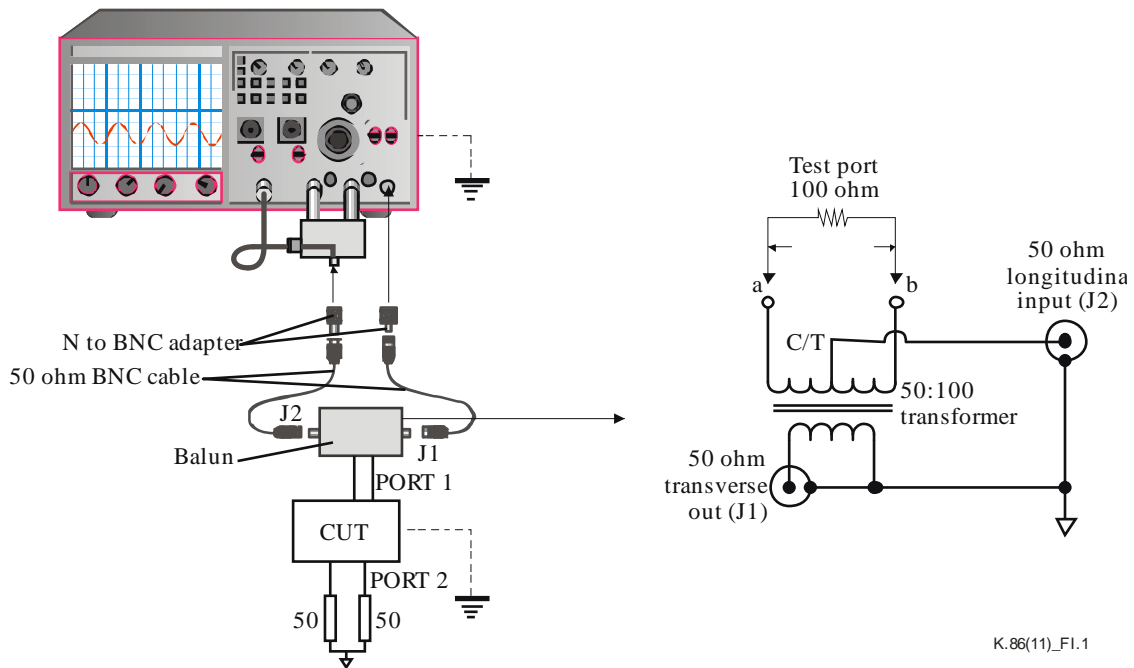 N to BNC adapter
50 ohm BNC cable
J2
Balun
J1
PORT 1
CUT
PORT 2
50
50
Test port
100 ohm
a
b
C/T
50 ohm
longitudina
input (J2)
50:100
transformer
50 ohm
transverse
out (J1)
K.86(11)_FI.1